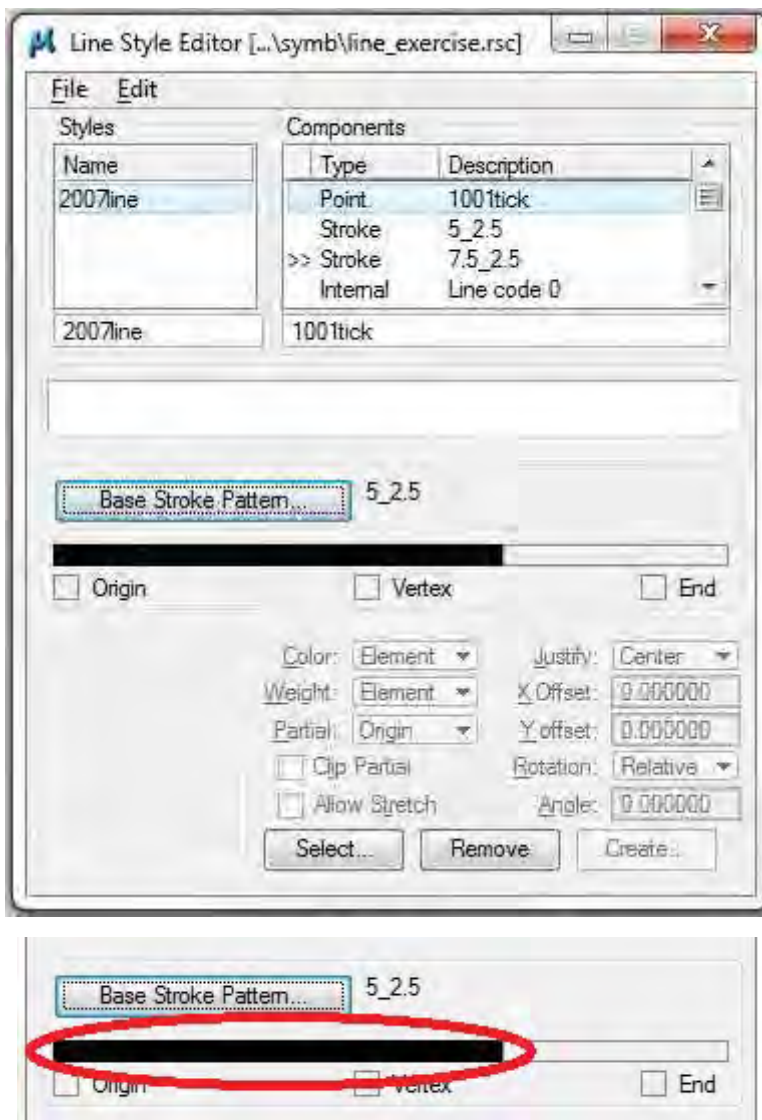 Line Style Editor [...\symb\line_exercise.rsc]
File Edit
Styles Components
Name Type Description
2007line Point 1001tick
Stroke 5_2.5
>> Stroke 7.5_2.5
Internal Line code 0
2007line 1001tick
Base Stroke Pattern... 5_2.5
Origin Vertex End
Color: Element Justify: Center
Weight: Element X Offset: 0.000000
Partial: Origin Y offset: 0.000000
Clip Partial Rotation: Relative
Allow Stretch Angle: 0.000000
Select... Remove Create...
Base Stroke Pattern... 5_2.5
Origin Vertex End